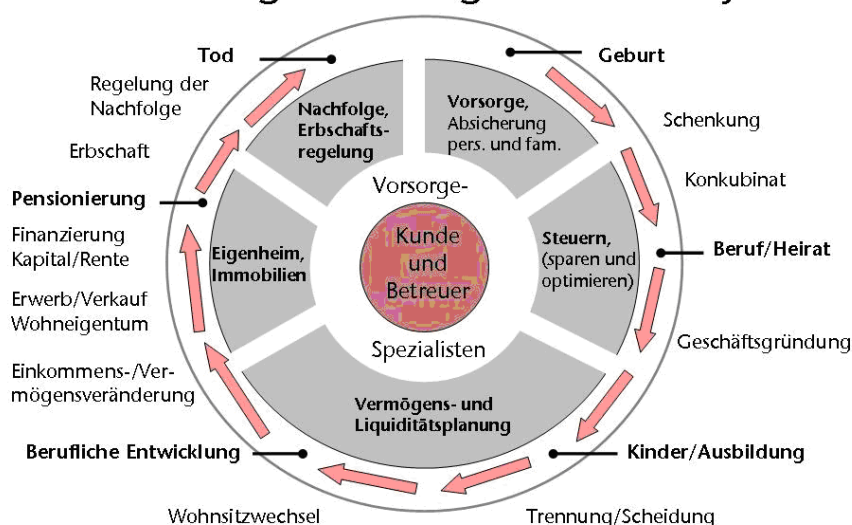 Tod
Geburt
Regelung der
Nachfolge
Nachfolge,
Erbschafts-
regelung
Vorsorge,
Absicherung
pers. und fam.
Schenkung
Erbschaft
Konkubinat
Vorsorge-
Pensionierung
Finanzierung
Kapital/Rente
Eigenheim,
Immobilien
Kunde
und
Betreuer
Steuern,
(sparen und
optimieren)
Beruf/Heirat
Erwerb/Verkauf
Wohneigentum
Spezialisten
Geschäftsgründung
Einkommens-/Ver-
mögensveränderung
Vermögens- und
Liquiditätsplanung
Berufliche Entwicklung
Kinder/Ausbildung
Wohnsitzwechsel
Trennung/Scheidung